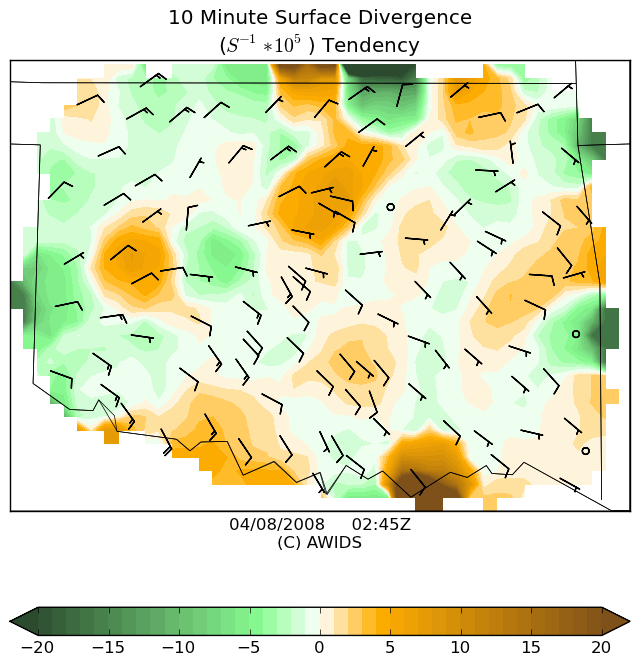 10 Minute Surface Divergence
(S⁻¹ *10⁵ ) Tendency
04/08/2008 02:45Z
(C) AWIDS
−20 −15 −10 −5 0 5 10 15 20